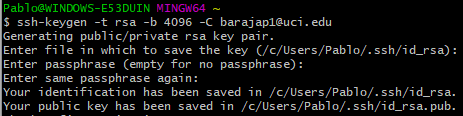 Pablo@WINDOWS-E53DUIN MINGW64 ~
$ ssh-keygen -t rsa -b 4096 -C barajap1@uci.edu
Generating public/private rsa key pair.
Enter file in which to save the key (/c/Users/Pablo/.ssh/id_rsa):
Enter passphrase (empty for no passphrase):
Enter same passphrase again:
Your identification has been saved in /c/Users/Pablo/.ssh/id_rsa.
Your public key has been saved in /c/Users/Pablo/.ssh/id_rsa.pub.